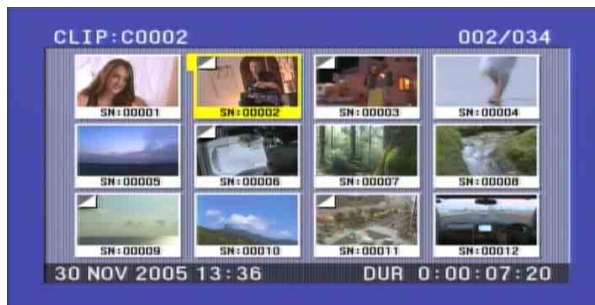 CLIP:C0002 002/034
SN:00001 SN:00002 SN:00003 SN:00004
SN:00005 SN:00006 SN:00007 SN:00008
SN:00009 SN:00010 SN:00011 SN:00012
30 NOV 2005 13:36 DUR 0:00:07:20